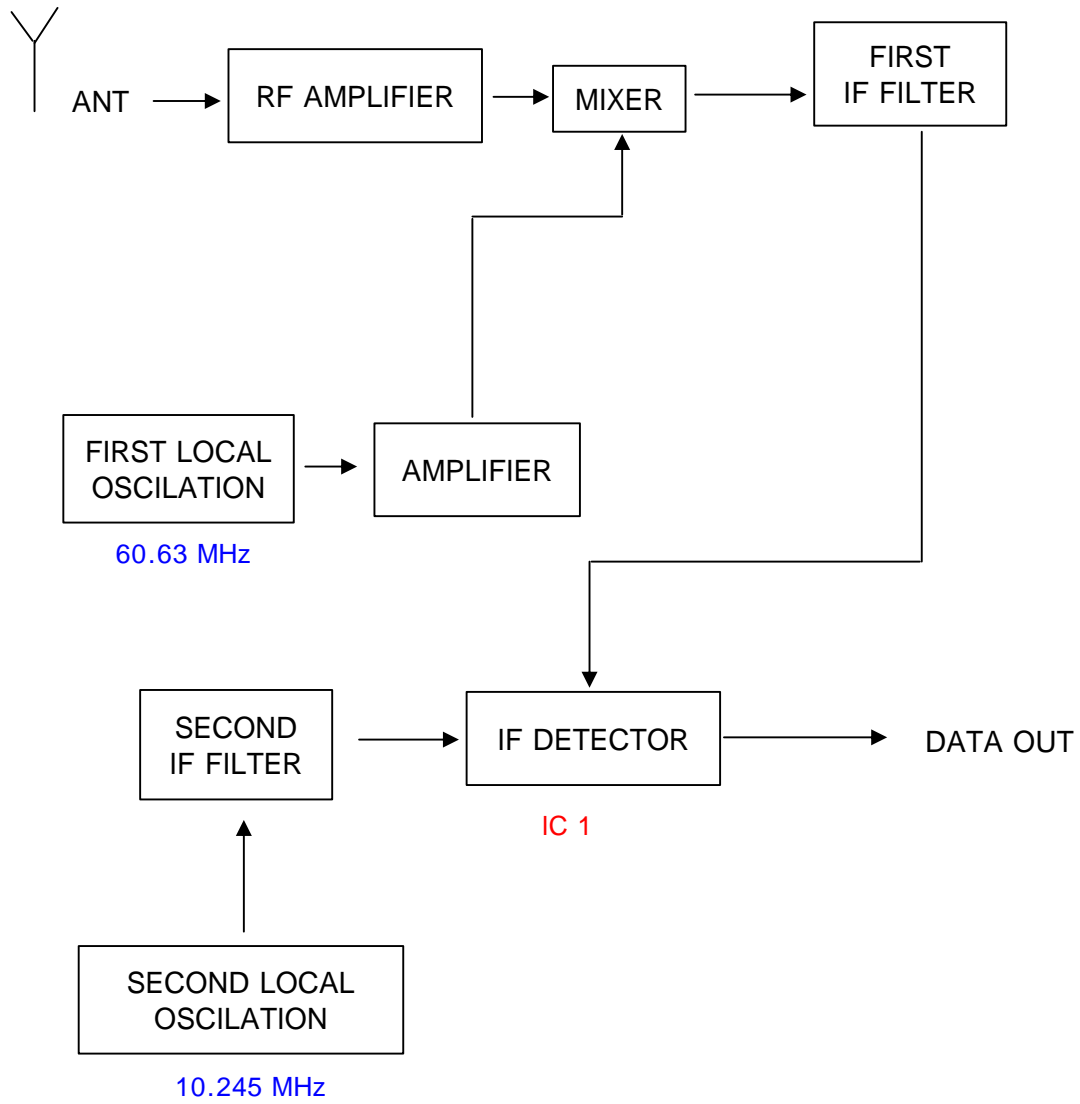 ANT
RF AMPLIFIER
MIXER
FIRST
IF FILTER
FIRST LOCAL
OSCILATION
60.63 MHz
AMPLIFIER
SECOND
IF FILTER
IF DETECTOR
IC 1
DATA OUT
SECOND LOCAL
OSCILATION
10.245 MHz